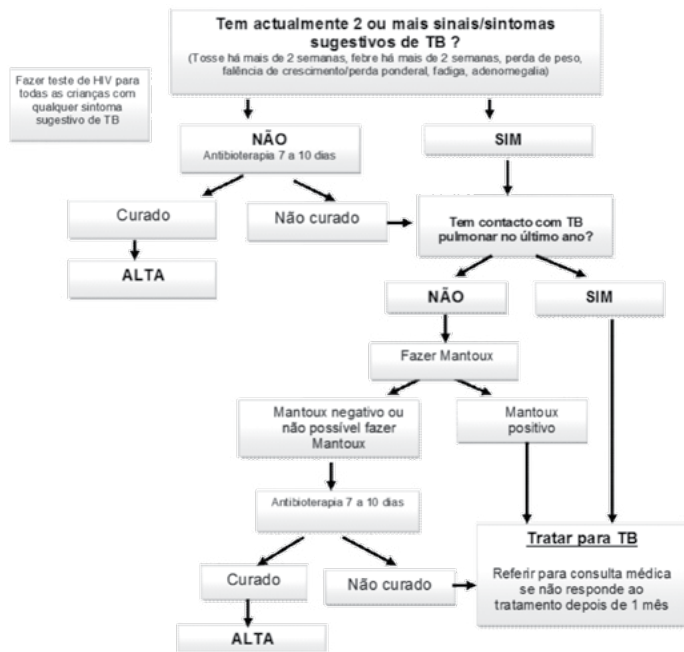 Tem actualmente 2 ou mais sinais/sintomas
sugestivos de TB ?
(Tosse há mais de 2 semanas, febre há mais de 2 semanas, perda de peso,
falência de crescimento/perda ponderal, fadiga, adenomegalia)
Fazer teste de HIV para
todas as crianças com
qualquer sintoma
sugestivo de TB
NÃO
Antibioterapia 7 a 10 dias
SIM
Curado
Não curado
Tem contacto com TB
pulmonar no último ano?
ALTA
NÃO
SIM
Fazer Mantoux
Mantoux negativo ou
não possível fazer
Mantoux
Mantoux
positivo
Antibioterapia 7 a 10 dias
Tratar para TB
Referir para consulta médica
se não responde ao
tratamento depois de 1 mês
Curado
Não curado
ALTA